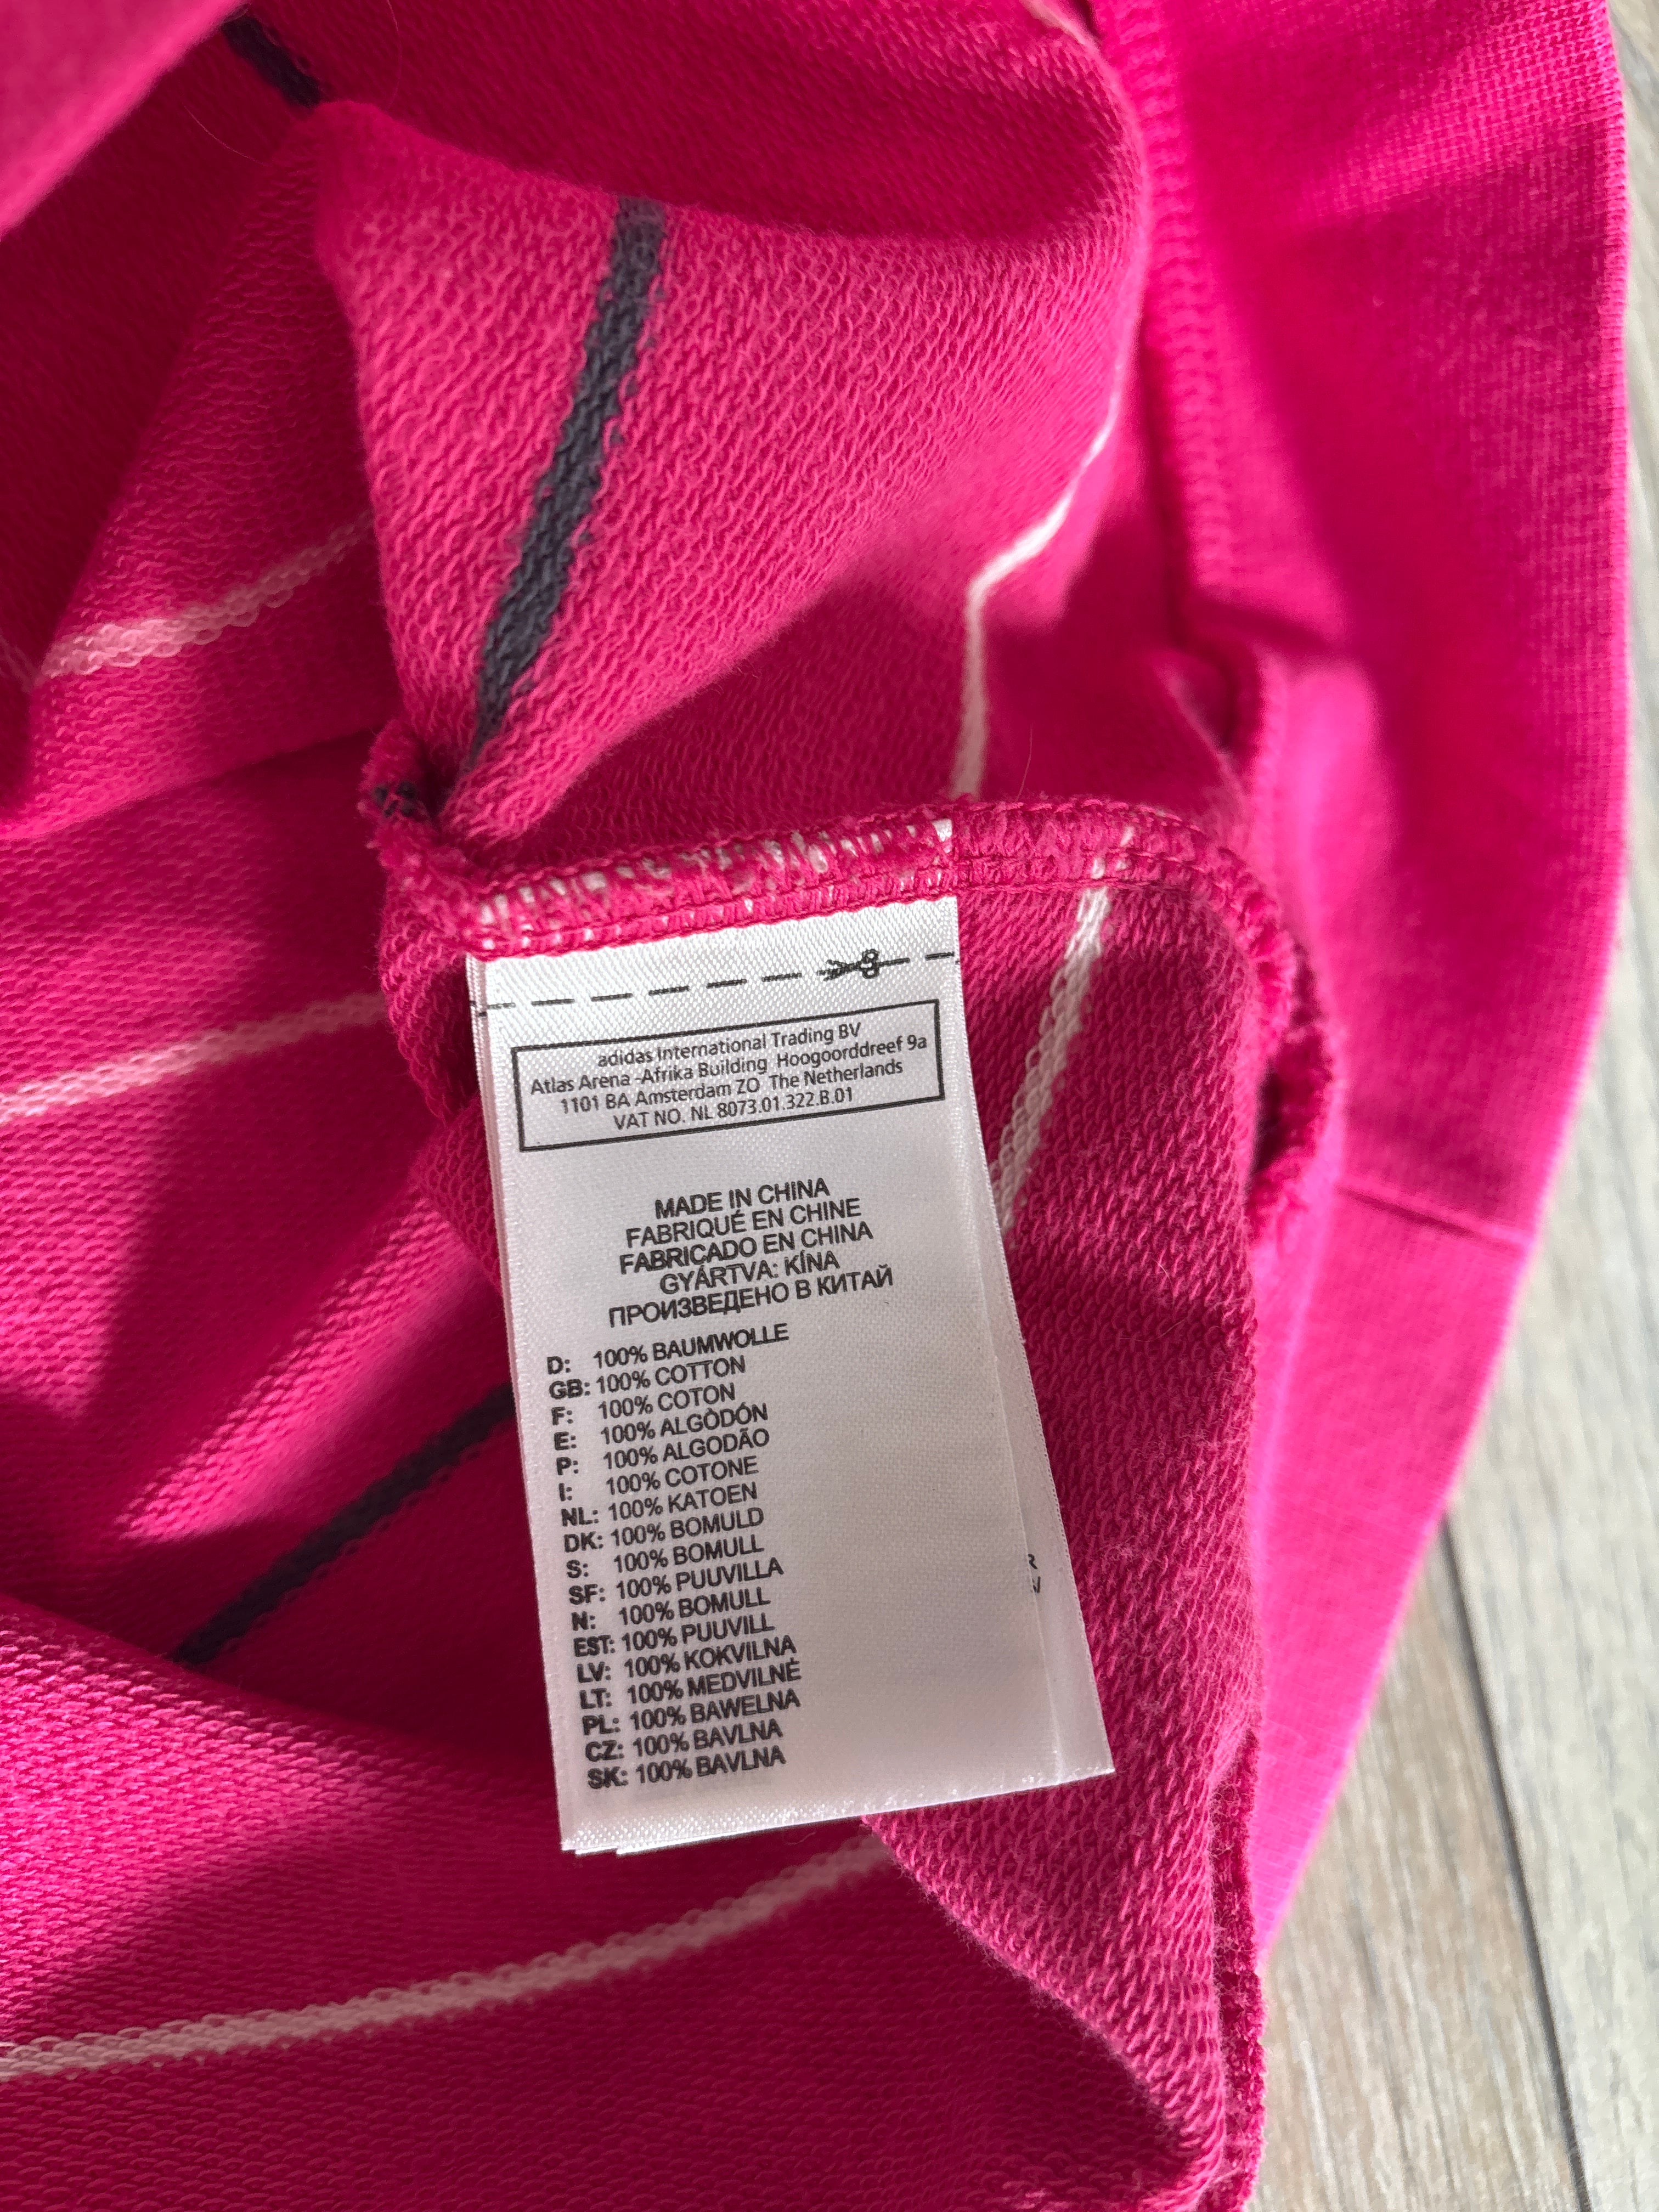 adidas International Trading BV
Atlas Arena -Afrika Building Hoogoorddreef 9a
1101 BA Amsterdam ZO The Netherlands
VAT NO. NL 8073.01.322.B.01
MADE IN CHINA
FABRIQUÉ EN CHINE
FABRICADO EN CHINA
GYÁRTVA: KÍNA
ПРОИЗВЕДЕНО В КИТАЙ
D: 100% BAUMWOLLE
GB: 100% COTTON
F: 100% COTON
E: 100% ALGÒDÓN
P: 100% ALGODÃO
I: 100% COTONE
NL: 100% KATOEN
DK: 100% BOMULD
S: 100% BOMULL
SF: 100% PUUVILLA
N: 100% BOMULL
EST: 100% PUUVILL
LV: 100% KOKVILNA
LT: 100% MEDVILNĖ
PL: 100% BAWEŁNA
CZ: 100% BAVLNA
SK: 100% BAVLNA